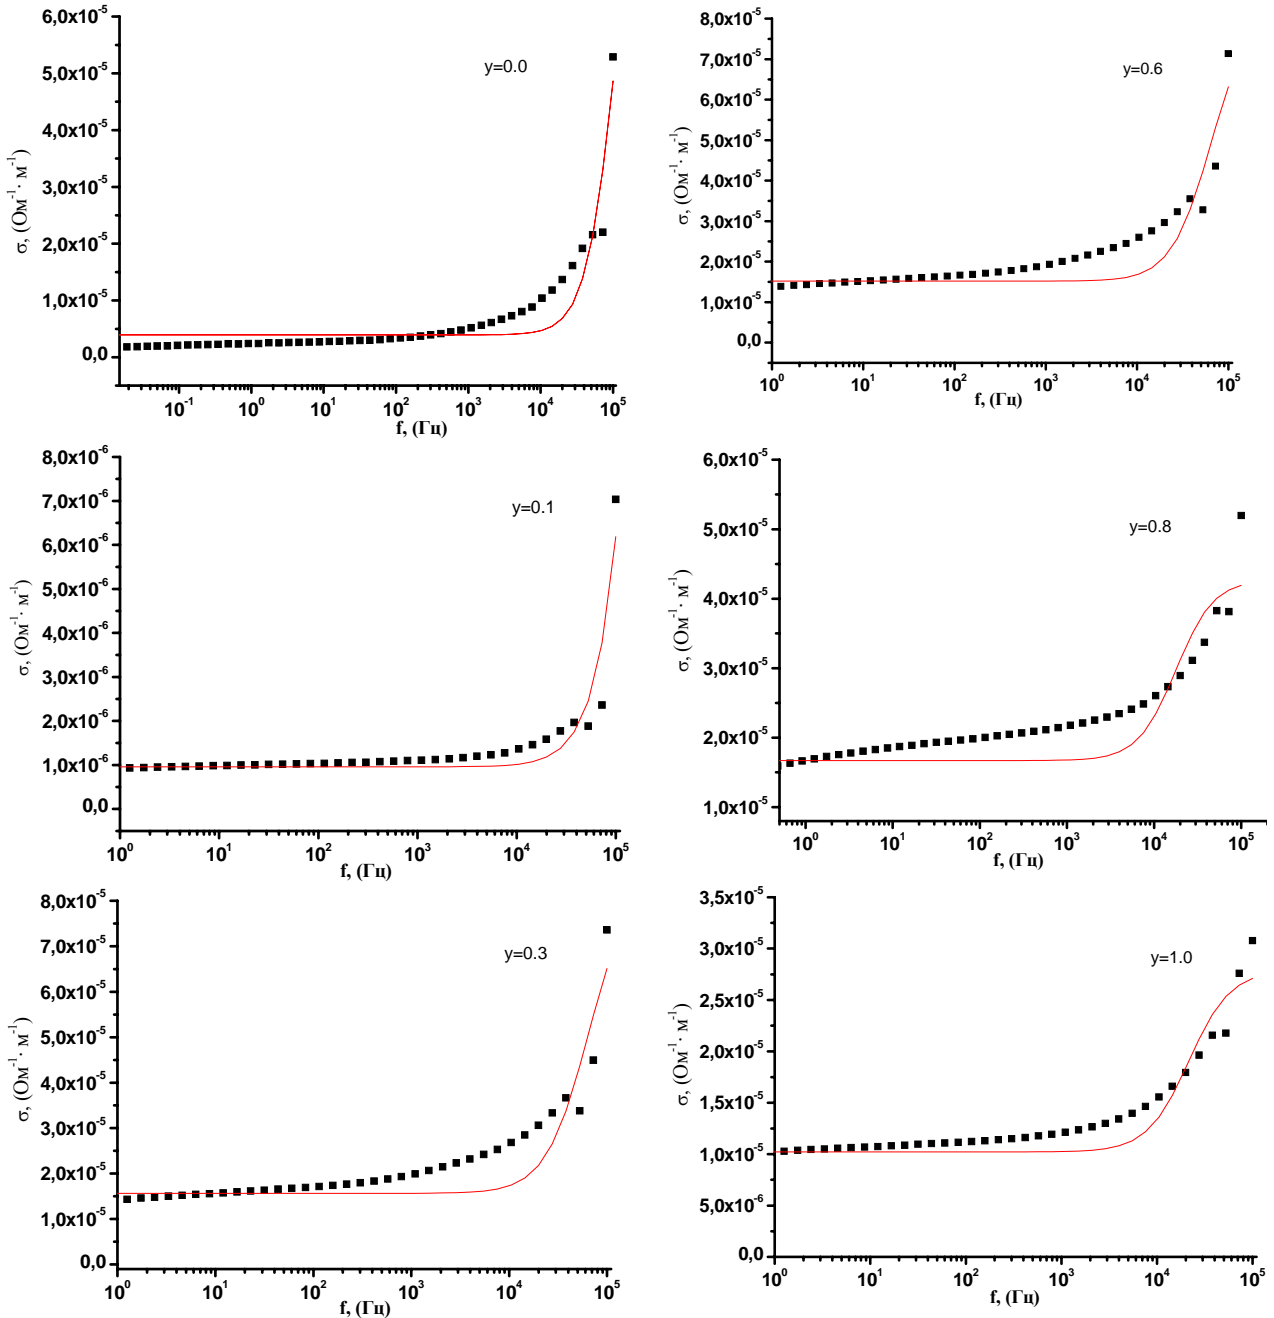 6,0x10⁻⁵
5,0x10⁻⁵
4,0x10⁻⁵
3,0x10⁻⁵
2,0x10⁻⁵
1,0x10⁻⁵
0,0
σ, (Ом⁻¹· м⁻¹)
y=0.0
10⁻¹ 10⁰ 10¹ 10² 10³ 10⁴ 10⁵
f, (Гц)
8,0x10⁻⁵
7,0x10⁻⁵
6,0x10⁻⁵
5,0x10⁻⁵
4,0x10⁻⁵
3,0x10⁻⁵
2,0x10⁻⁵
1,0x10⁻⁵
0,0
σ, (Ом⁻¹· м⁻¹)
y=0.6
10⁰ 10¹ 10² 10³ 10⁴ 10⁵
f, (Гц)
8,0x10⁻⁶
7,0x10⁻⁶
6,0x10⁻⁶
5,0x10⁻⁶
4,0x10⁻⁶
3,0x10⁻⁶
2,0x10⁻⁶
1,0x10⁻⁶
0,0
σ, (Ом⁻¹· м⁻¹)
y=0.1
10⁰ 10¹ 10² 10³ 10⁴ 10⁵
f, (Гц)
6,0x10⁻⁵
5,0x10⁻⁵
4,0x10⁻⁵
3,0x10⁻⁵
2,0x10⁻⁵
1,0x10⁻⁵
σ, (Ом⁻¹· м⁻¹)
y=0.8
10⁰ 10¹ 10² 10³ 10⁴ 10⁵
f, (Гц)
8,0x10⁻⁵
7,0x10⁻⁵
6,0x10⁻⁵
5,0x10⁻⁵
4,0x10⁻⁵
3,0x10⁻⁵
2,0x10⁻⁵
1,0x10⁻⁵
0,0
σ, (Ом⁻¹· м⁻¹)
y=0.3
10⁰ 10¹ 10² 10³ 10⁴ 10⁵
f, (Гц)
3,5x10⁻⁵
3,0x10⁻⁵
2,5x10⁻⁵
2,0x10⁻⁵
1,5x10⁻⁵
1,0x10⁻⁵
5,0x10⁻⁶
0,0
σ, (Ом⁻¹· м⁻¹)
y=1.0
10⁰ 10¹ 10² 10³ 10⁴ 10⁵
f, (Гц)